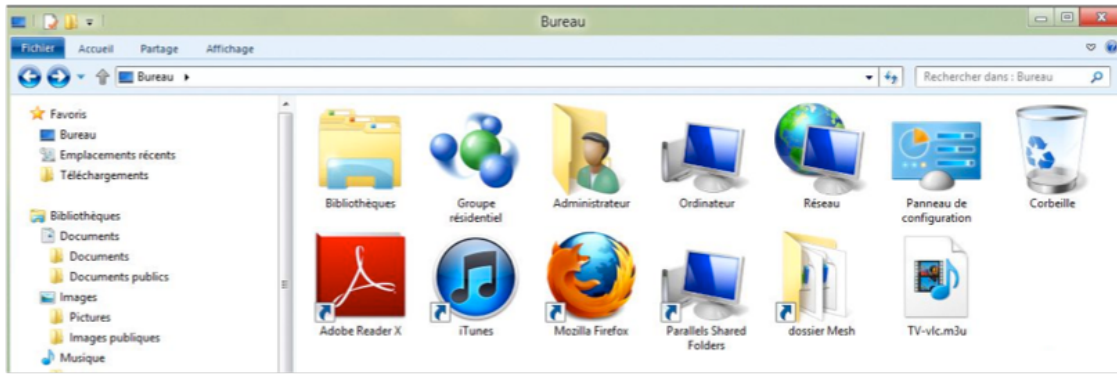 Bureau
Fichier Accueil Partage Affichage
Bureau
Rechercher dans : Bureau
Favoris
Bureau
Emplacements récents
Téléchargements
Bibliothèques
Documents
Documents
Documents publics
Images
Pictures
Images publiques
Musique
Bibliothèques
Groupe
résidentiel
Administrateur
Ordinateur
Réseau
Panneau de
configuration
Corbeille
Adobe Reader X
iTunes
Mozilla Firefox
Parallels Shared
Folders
dossier Mesh
TV-vlc.m3u